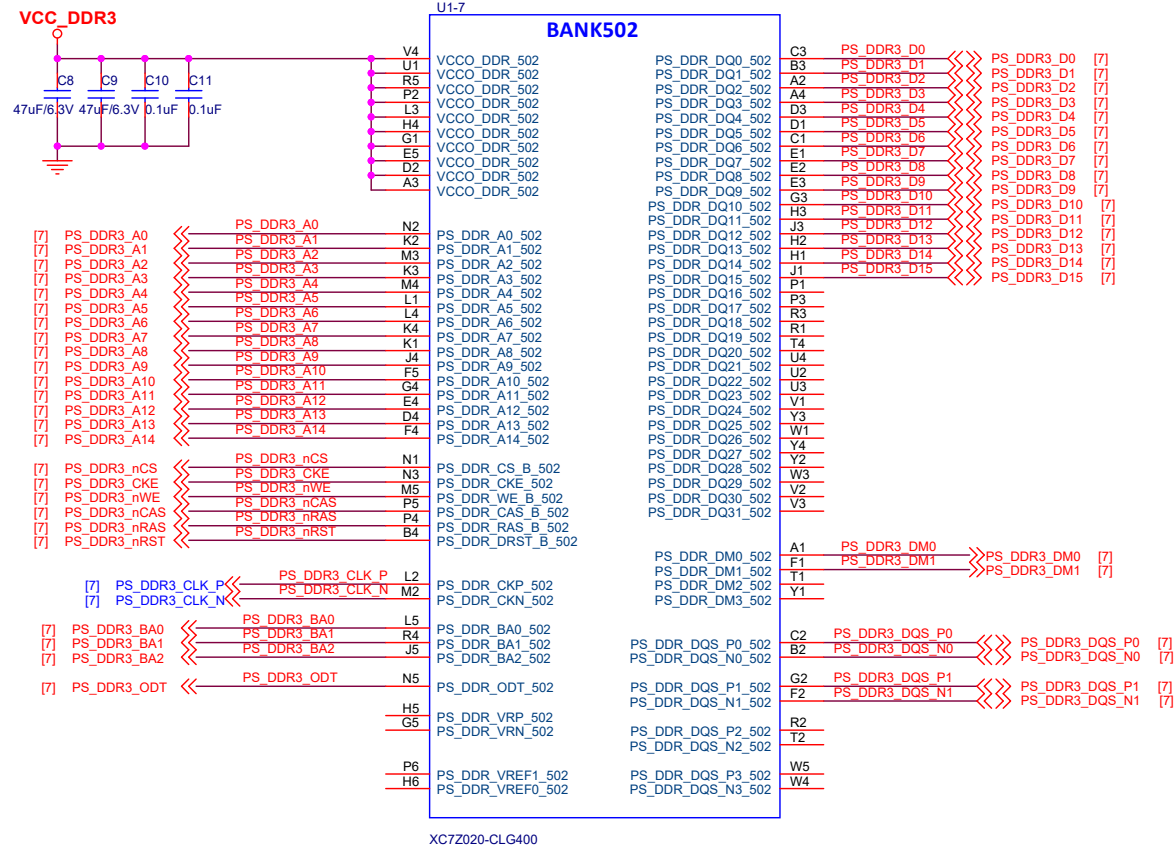 VCC_DDR3
U1-7
BANK502
C8 C9 C10 C11
47uF/6.3V 47uF/6.3V 0.1uF 0.1uF
V4 VCCO_DDR_502
U1 VCCO_DDR_502
R5 VCCO_DDR_502
P2 VCCO_DDR_502
L3 VCCO_DDR_502
H4 VCCO_DDR_502
G1 VCCO_DDR_502
E5 VCCO_DDR_502
D2 VCCO_DDR_502
A3 VCCO_DDR_502
[7] PS_DDR3_A0 PS_DDR3_A0 N2 PS_DDR_A0_502
[7] PS_DDR3_A1 PS_DDR3_A1 K2 PS_DDR_A1_502
[7] PS_DDR3_A2 PS_DDR3_A2 M3 PS_DDR_A2_502
[7] PS_DDR3_A3 PS_DDR3_A3 K3 PS_DDR_A3_502
[7] PS_DDR3_A4 PS_DDR3_A4 M4 PS_DDR_A4_502
[7] PS_DDR3_A5 PS_DDR3_A5 L1 PS_DDR_A5_502
[7] PS_DDR3_A6 PS_DDR3_A6 L4 PS_DDR_A6_502
[7] PS_DDR3_A7 PS_DDR3_A7 K4 PS_DDR_A7_502
[7] PS_DDR3_A8 PS_DDR3_A8 K1 PS_DDR_A8_502
[7] PS_DDR3_A9 PS_DDR3_A9 J4 PS_DDR_A9_502
[7] PS_DDR3_A10 PS_DDR3_A10 F5 PS_DDR_A10_502
[7] PS_DDR3_A11 PS_DDR3_A11 G4 PS_DDR_A11_502
[7] PS_DDR3_A12 PS_DDR3_A12 E4 PS_DDR_A12_502
[7] PS_DDR3_A13 PS_DDR3_A13 D4 PS_DDR_A13_502
[7] PS_DDR3_A14 PS_DDR3_A14 F4 PS_DDR_A14_502
[7] PS_DDR3_nCS PS_DDR3_nCS N1 PS_DDR_CS_B_502
[7] PS_DDR3_CKE PS_DDR3_CKE N3 PS_DDR_CKE_502
[7] PS_DDR3_nWE PS_DDR3_nWE M5 PS_DDR_WE_B_502
[7] PS_DDR3_nCAS PS_DDR3_nCAS P5 PS_DDR_CAS_B_502
[7] PS_DDR3_nRAS PS_DDR3_nRAS P4 PS_DDR_RAS_B_502
[7] PS_DDR3_nRST PS_DDR3_nRST B4 PS_DDR_DRST_B_502
[7] PS_DDR3_CLK_P PS_DDR3_CLK_P L2 PS_DDR_CKP_502
[7] PS_DDR3_CLK_N PS_DDR3_CLK_N M2 PS_DDR_CKN_502
[7] PS_DDR3_BA0 PS_DDR3_BA0 L5 PS_DDR_BA0_502
[7] PS_DDR3_BA1 PS_DDR3_BA1 R4 PS_DDR_BA1_502
[7] PS_DDR3_BA2 PS_DDR3_BA2 J5 PS_DDR_BA2_502
[7] PS_DDR3_ODT PS_DDR3_ODT N5 PS_DDR_ODT_502
H5 PS_DDR_VRP_502
G5 PS_DDR_VRN_502
P6 PS_DDR_VREF1_502
H6 PS_DDR_VREF0_502
PS_DDR_DQ0_502 C3 PS_DDR3_D0 PS_DDR3_D0 [7]
PS_DDR_DQ1_502 B3 PS_DDR3_D1 PS_DDR3_D1 [7]
PS_DDR_DQ2_502 A2 PS_DDR3_D2 PS_DDR3_D2 [7]
PS_DDR_DQ3_502 A4 PS_DDR3_D3 PS_DDR3_D3 [7]
PS_DDR_DQ4_502 D3 PS_DDR3_D4 PS_DDR3_D4 [7]
PS_DDR_DQ5_502 D1 PS_DDR3_D5 PS_DDR3_D5 [7]
PS_DDR_DQ6_502 C1 PS_DDR3_D6 PS_DDR3_D6 [7]
PS_DDR_DQ7_502 E1 PS_DDR3_D7 PS_DDR3_D7 [7]
PS_DDR_DQ8_502 E2 PS_DDR3_D8 PS_DDR3_D8 [7]
PS_DDR_DQ9_502 E3 PS_DDR3_D9 PS_DDR3_D9 [7]
PS_DDR_DQ10_502 G3 PS_DDR3_D10 PS_DDR3_D10 [7]
PS_DDR_DQ11_502 H3 PS_DDR3_D11 PS_DDR3_D11 [7]
PS_DDR_DQ12_502 J3 PS_DDR3_D12 PS_DDR3_D12 [7]
PS_DDR_DQ13_502 H2 PS_DDR3_D13 PS_DDR3_D13 [7]
PS_DDR_DQ14_502 H1 PS_DDR3_D14 PS_DDR3_D14 [7]
PS_DDR_DQ15_502 J1 PS_DDR3_D15 PS_DDR3_D15 [7]
PS_DDR_DQ16_502 P1
PS_DDR_DQ17_502 P3
PS_DDR_DQ18_502 R3
PS_DDR_DQ19_502 R1
PS_DDR_DQ20_502 T4
PS_DDR_DQ21_502 U4
PS_DDR_DQ22_502 U2
PS_DDR_DQ23_502 U3
PS_DDR_DQ24_502 V1
PS_DDR_DQ25_502 Y3
PS_DDR_DQ26_502 W1
PS_DDR_DQ27_502 Y4
PS_DDR_DQ28_502 Y2
PS_DDR_DQ29_502 W3
PS_DDR_DQ30_502 V2
PS_DDR_DQ31_502 V3
PS_DDR_DM0_502 A1 PS_DDR3_DM0 PS_DDR3_DM0 [7]
PS_DDR_DM1_502 F1 PS_DDR3_DM1 PS_DDR3_DM1 [7]
PS_DDR_DM2_502 T1
PS_DDR_DM3_502 Y1
PS_DDR_DQS_P0_502 C2 PS_DDR3_DQS_P0 PS_DDR3_DQS_P0 [7]
PS_DDR_DQS_N0_502 B2 PS_DDR3_DQS_N0 PS_DDR3_DQS_N0 [7]
PS_DDR_DQS_P1_502 G2 PS_DDR3_DQS_P1 PS_DDR3_DQS_P1 [7]
PS_DDR_DQS_N1_502 F2 PS_DDR3_DQS_N1 PS_DDR3_DQS_N1 [7]
PS_DDR_DQS_P2_502 R2
PS_DDR_DQS_N2_502 T2
PS_DDR_DQS_P3_502 W5
PS_DDR_DQS_N3_502 W4
XC7Z020-CLG400